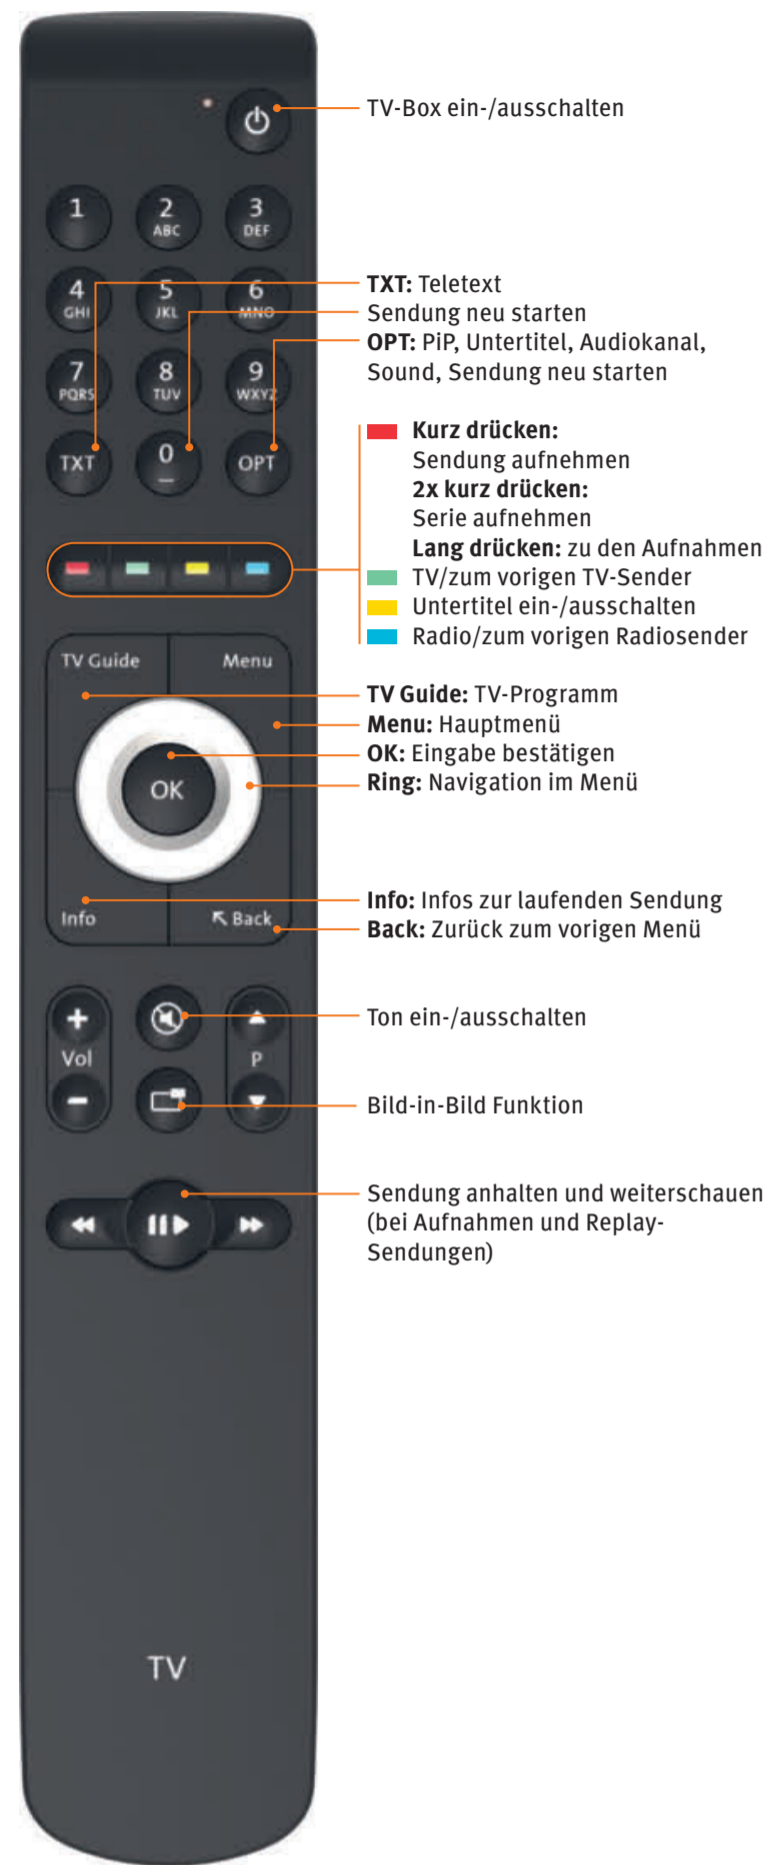 TV-Box ein-/ausschalten
1
2
ABC
3
DEF
4
GHI
5
JKL
6
MNO
7
PQRS
8
TUV
9
WXYZ
TXT
0
OPT
TXT: Teletext
Sendung neu starten
OPT: PiP, Untertitel, Audiokanal,
Sound, Sendung neu starten
Kurz drücken:
Sendung aufnehmen
2x kurz drücken:
Serie aufnehmen
Lang drücken: zu den Aufnahmen
TV/zum vorigen TV-Sender
Untertitel ein-/ausschalten
Radio/zum vorigen Radiosender
TV Guide
Menu
OK
Info
Back
TV Guide: TV-Programm
Menu: Hauptmenü
OK: Eingabe bestätigen
Ring: Navigation im Menü
Info: Infos zur laufenden Sendung
Back: Zurück zum vorigen Menü
Vol
P
Ton ein-/ausschalten
Bild-in-Bild Funktion
Sendung anhalten und weiterschauen
(bei Aufnahmen und Replay-
Sendungen)
TV